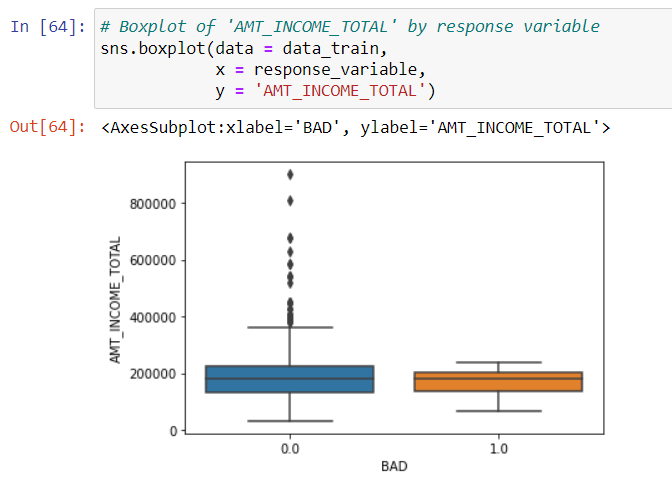 In [64]: # Boxplot of 'AMT_INCOME_TOTAL' by response variable
sns.boxplot(data = data_train,
x = response_variable,
y = 'AMT_INCOME_TOTAL')
Out[64]: <AxesSubplot:xlabel='BAD', ylabel='AMT_INCOME_TOTAL'>
AMT_INCOME_TOTAL
800000
600000
400000
200000
0
0.0 1.0
BAD